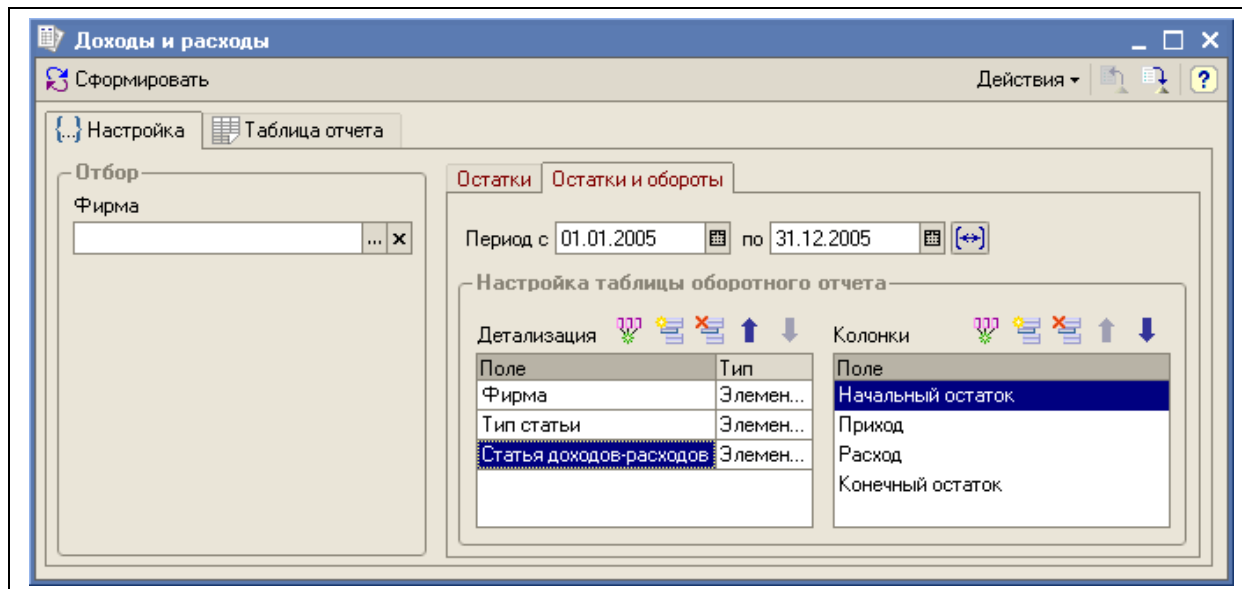 Доходы и расходы
Сформировать Действия ?
{...} Настройка Таблица отчета
Отбор
Фирма
... x
Остатки Остатки и обороты
Период с 01.01.2005 по 31.12.2005
Настройка таблицы оборотного отчета
Детализация
Поле Тип
Фирма Элемен...
Тип статьи Элемен...
Статья доходов-расходов Элемен...
Колонки
Поле
Начальный остаток
Приход
Расход
Конечный остаток